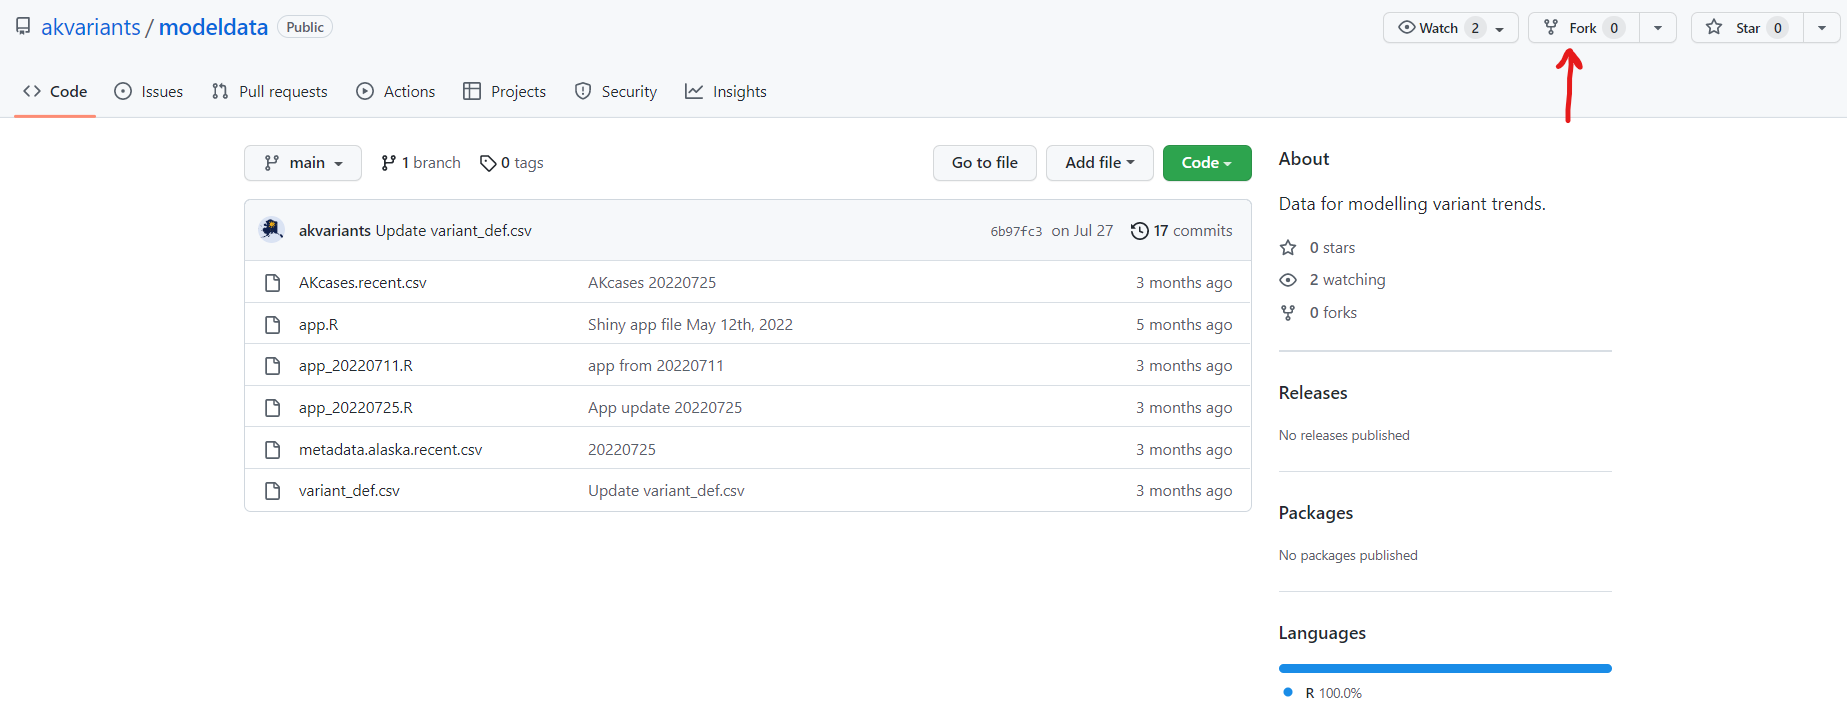 akvariants / modeldata Public
Watch 2 Fork 0 Star 0
Code Issues Pull requests Actions Projects Security Insights
main 1 branch 0 tags Go to file Add file Code
akvariants Update variant_def.csv 6b97fc3 on Jul 27 17 commits
AKcases.recent.csv AKcases 20220725 3 months ago
app.R Shiny app file May 12th, 2022 5 months ago
app_20220711.R app from 20220711 3 months ago
app_20220725.R App update 20220725 3 months ago
metadata.alaska.recent.csv 20220725 3 months ago
variant_def.csv Update variant_def.csv 3 months ago
About
Data for modelling variant trends.
0 stars
2 watching
0 forks
Releases
No releases published
Packages
No packages published
Languages
R 100.0%